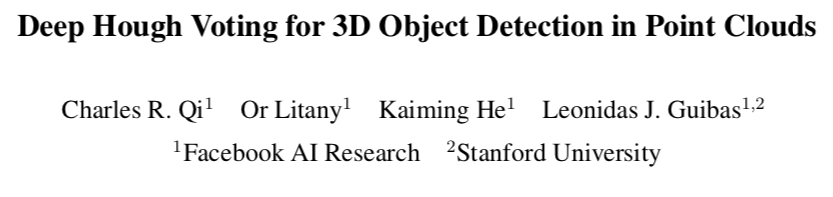 Deep Hough Voting for 3D Object Detection in Point Clouds
Charles R. Qi¹ Or Litany¹ Kaiming He¹ Leonidas J. Guibas¹,²
¹Facebook AI Research ²Stanford University